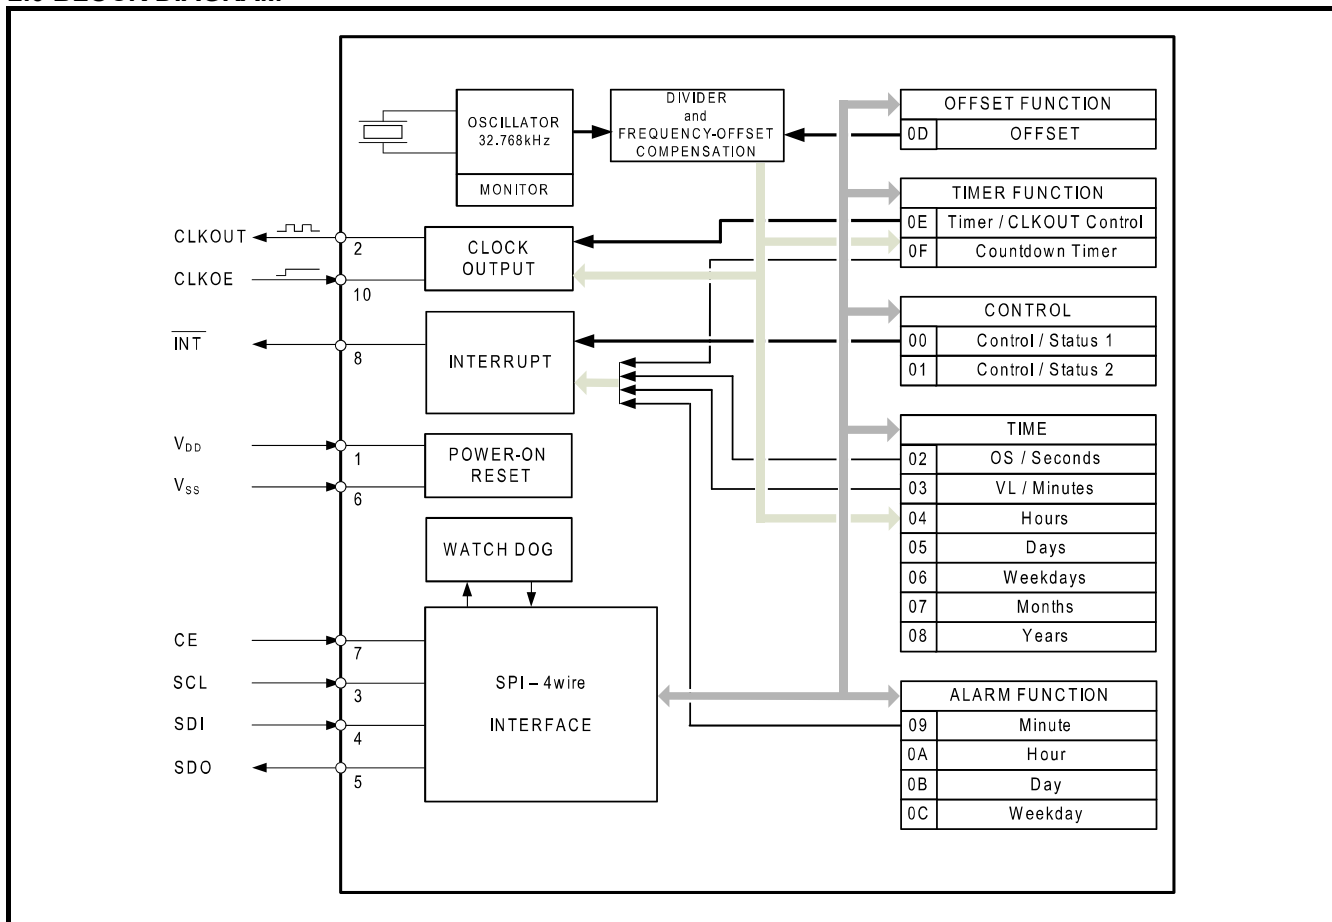 OSCILLATOR
32.768kHz
MONITOR
DIVIDER
and
FREQUENCY-OFFSET
COMPENSATION
OFFSET FUNCTION
0D OFFSET
TIMER FUNCTION
0E Timer / CLKOUT Control
0F Countdown Timer
CLKOUT
2
CLKOE
10
CLOCK
OUTPUT
INT
8
INTERRUPT
CONTROL
00 Control / Status 1
01 Control / Status 2
VDD
1
VSS
6
POWER-ON
RESET
TIME
02 OS / Seconds
03 VL / Minutes
04 Hours
05 Days
06 Weekdays
07 Months
08 Years
WATCH DOG
CE
7
SCL
3
SDI
4
SDO
5
SPI – 4wire
INTERFACE
ALARM FUNCTION
09 Minute
0A Hour
0B Day
0C Weekday